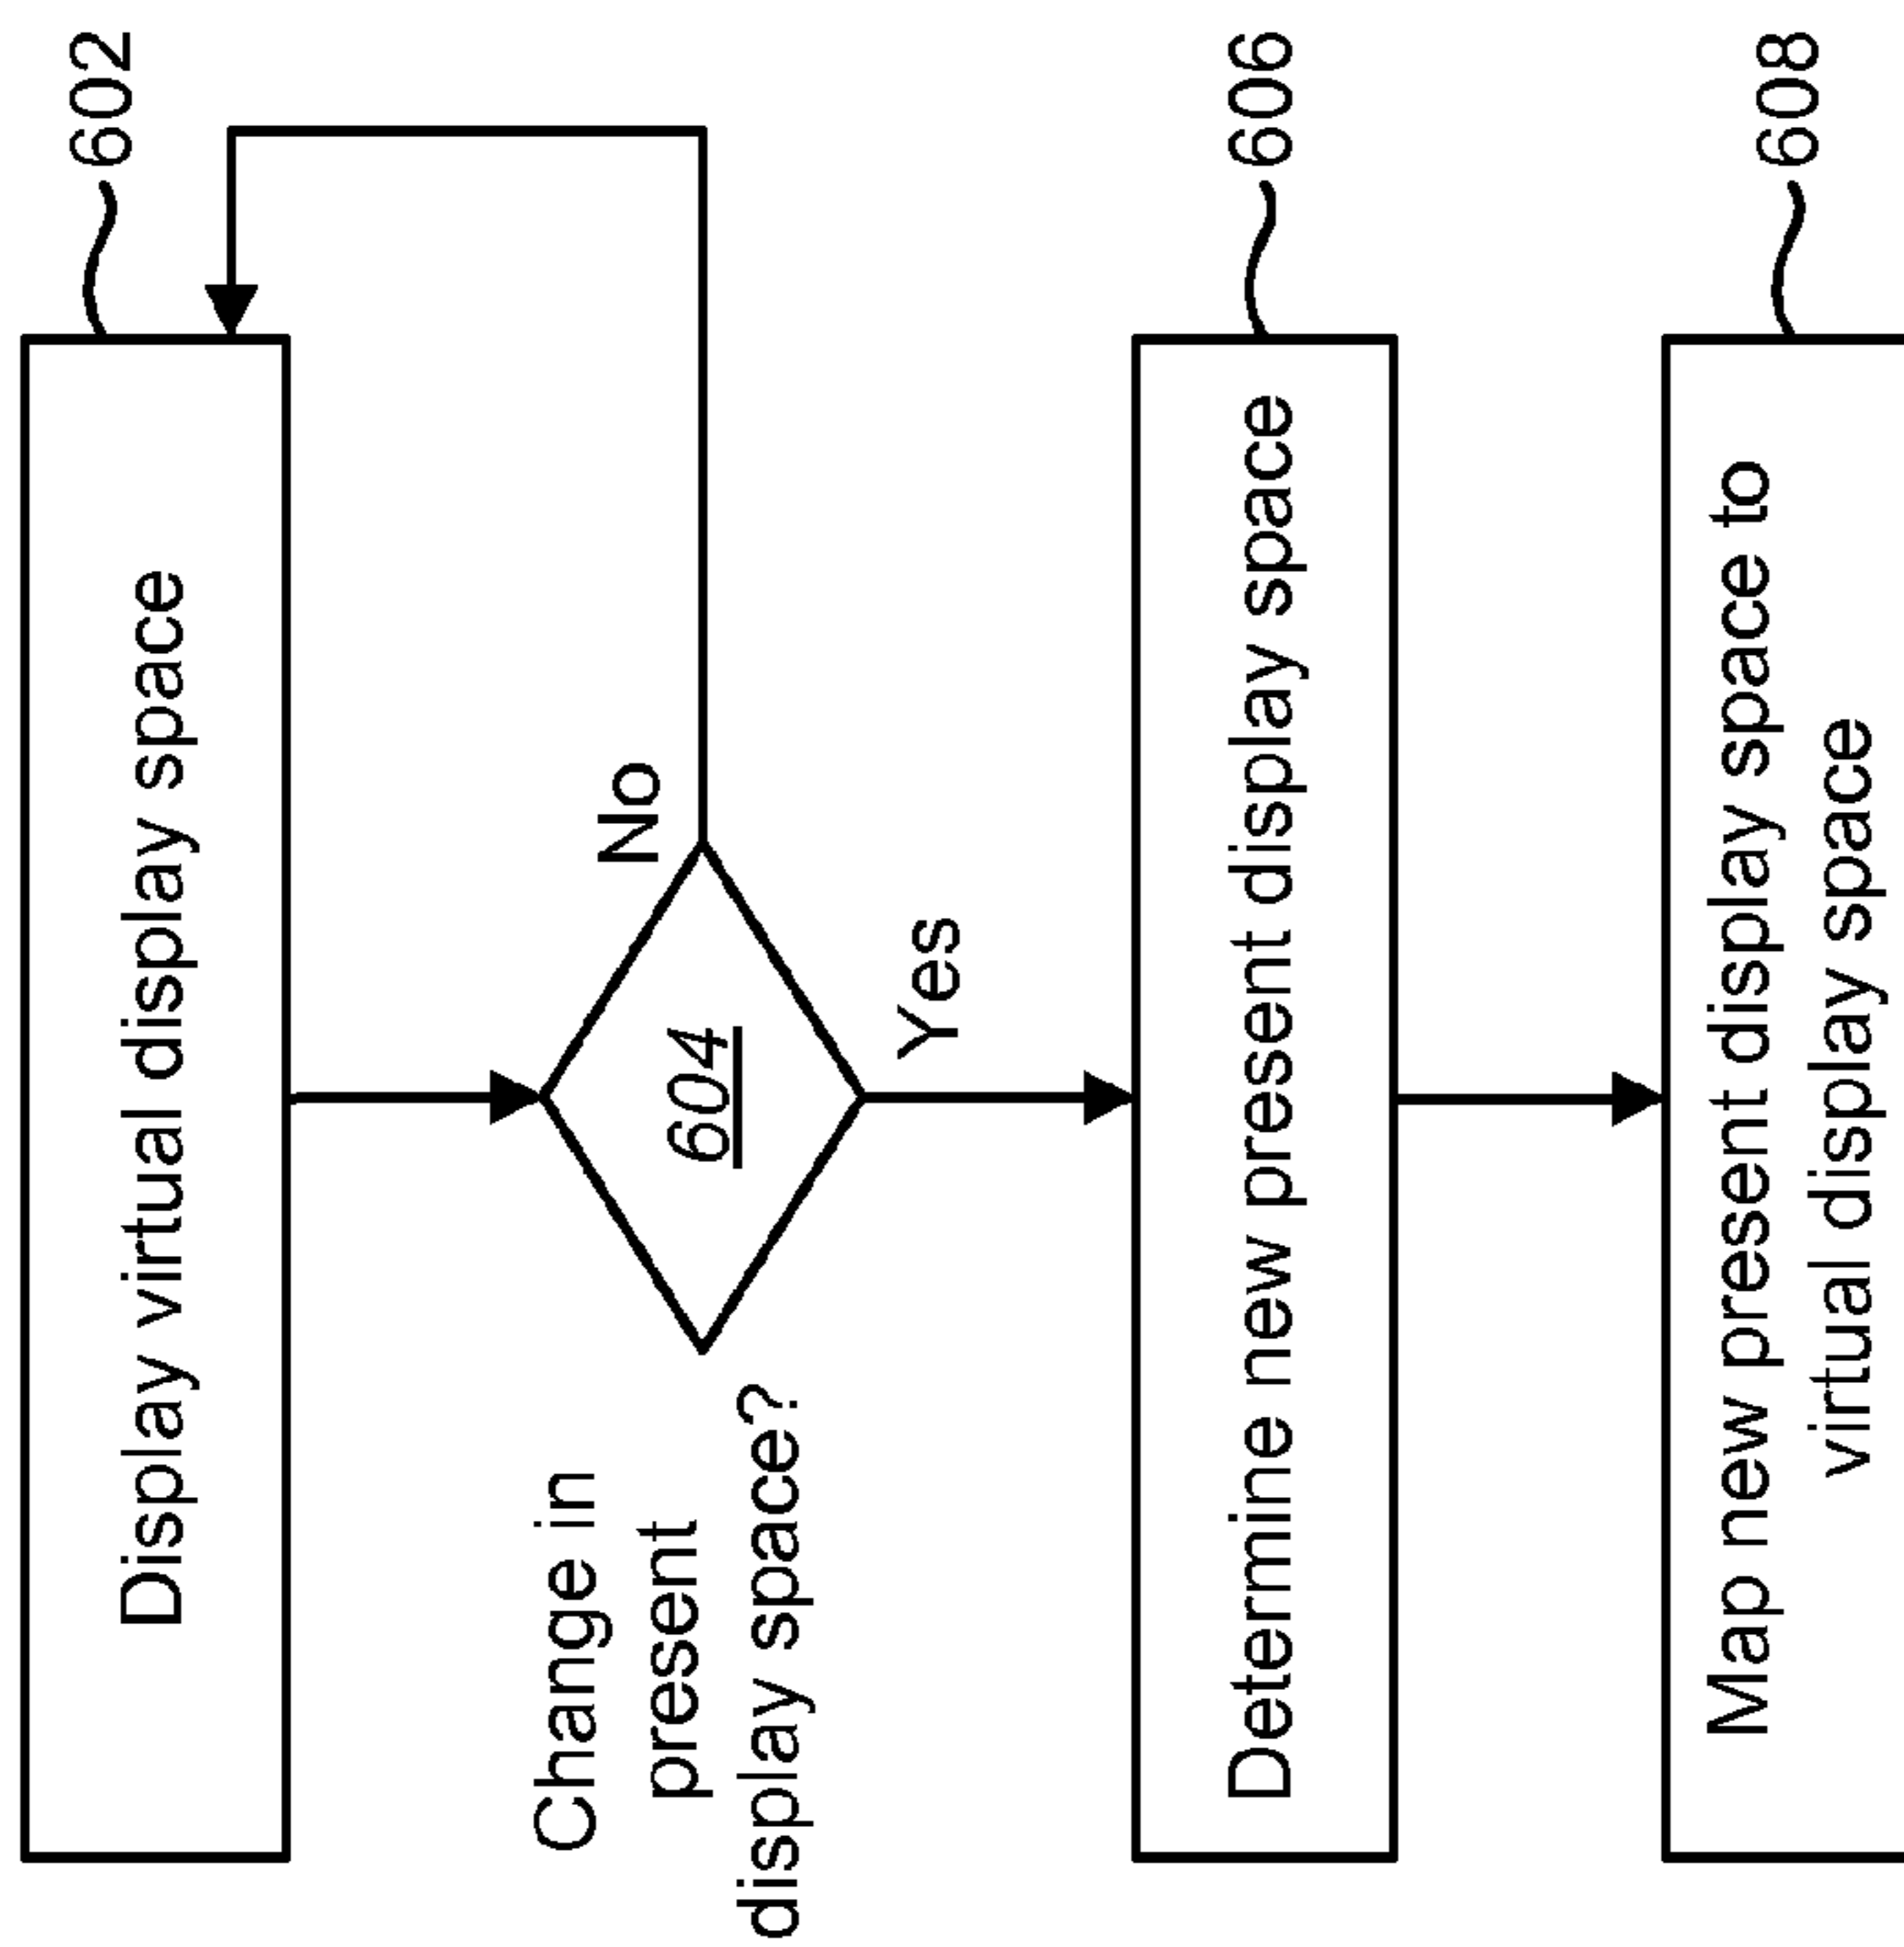 Display virtual display space
602
Change in
present
display space?
604
No
Yes
Determine new present display space
606
Map new present display space to
virtual display space
608